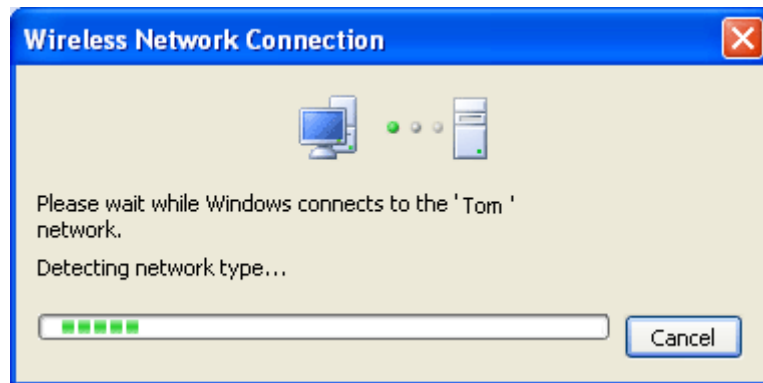 Wireless Network Connection
Please wait while Windows connects to the 'Tom '
network.
Detecting network type...
Cancel